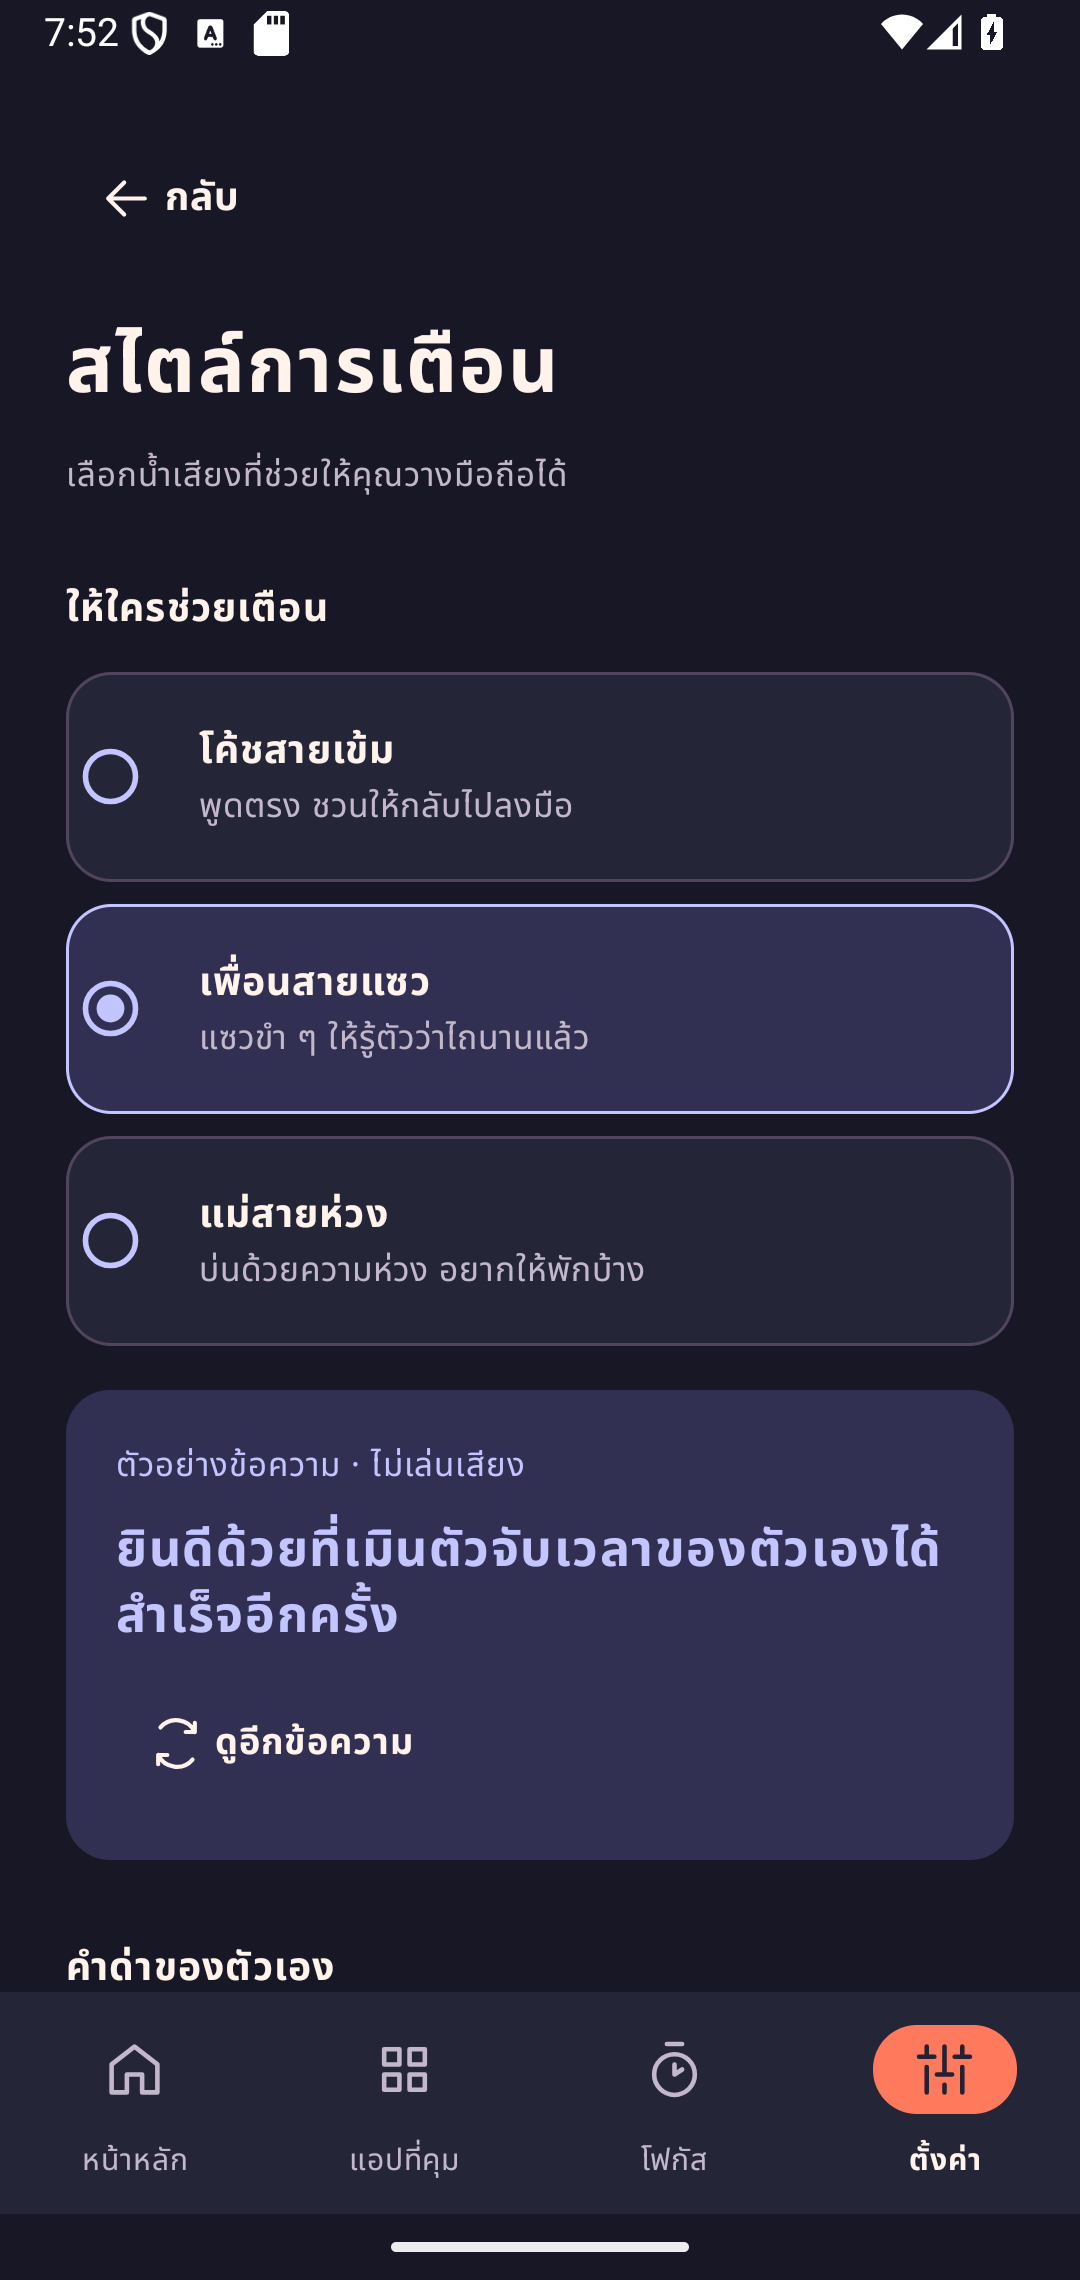 7:52
กลับ
สไตล์การเตือน
เลือกน้ำเสียงที่ช่วยให้คุณวางมือถือได้
ให้ใครช่วยเตือน
โค้ชสายเข้ม
พูดตรง ชวนให้กลับไปลงมือ
เพื่อนสายแซว
แซวขำ ๆ ให้รู้ตัวว่าไถนานแล้ว
แม่สายห่วง
บ่นด้วยความห่วง อยากให้พักบ้าง
ตัวอย่างข้อความ · ไม่เล่นเสียง
ยินดีด้วยที่เมินตัวจับเวลาของตัวเองได้
สำเร็จอีกครั้ง
ดูอีกข้อความ
คำด่าของตัวเอง
หน้าหลัก
แอปที่คุม
โฟกัส
ตั้งค่า